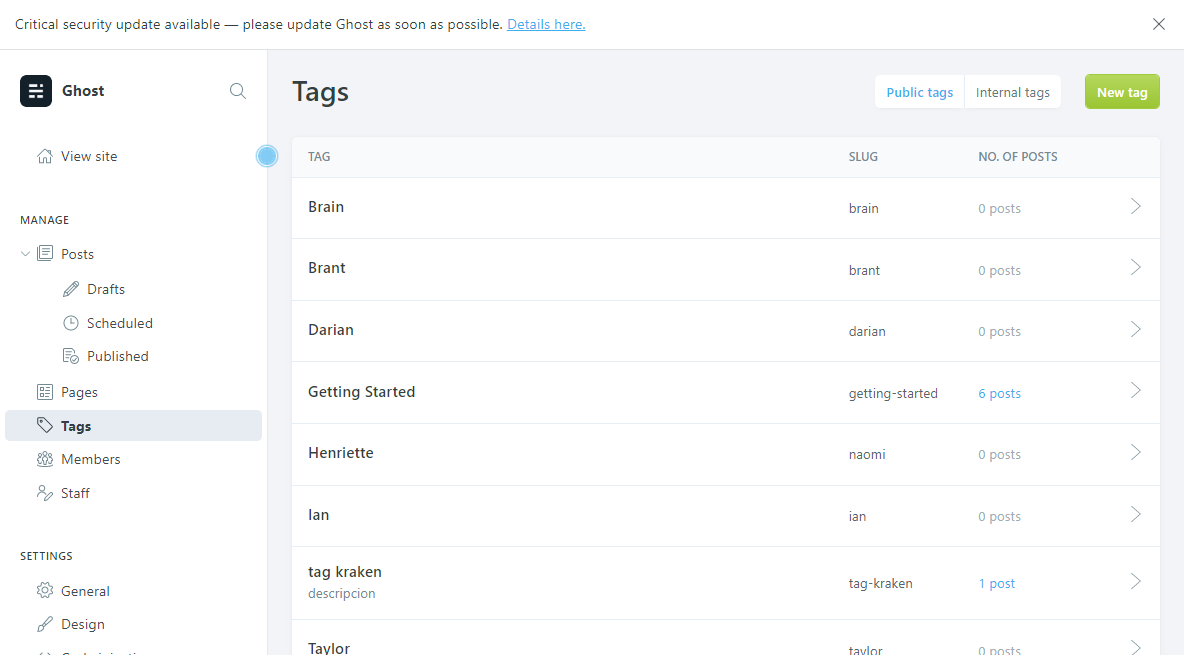 Critical security update available — please update Ghost as soon as possible. Details here.
Ghost
View site
MANAGE
Posts
Drafts
Scheduled
Published
Pages
Tags
Members
Staff
SETTINGS
General
Design
Tags
Public tags
Internal tags
New tag
TAG SLUG NO. OF POSTS
Brain brain 0 posts
Brant brant 0 posts
Darian darian 0 posts
Getting Started getting-started 6 posts
Henriette naomi 0 posts
Ian ian 0 posts
tag kraken tag-kraken 1 post
descripcion
Taylor taylor 0 posts